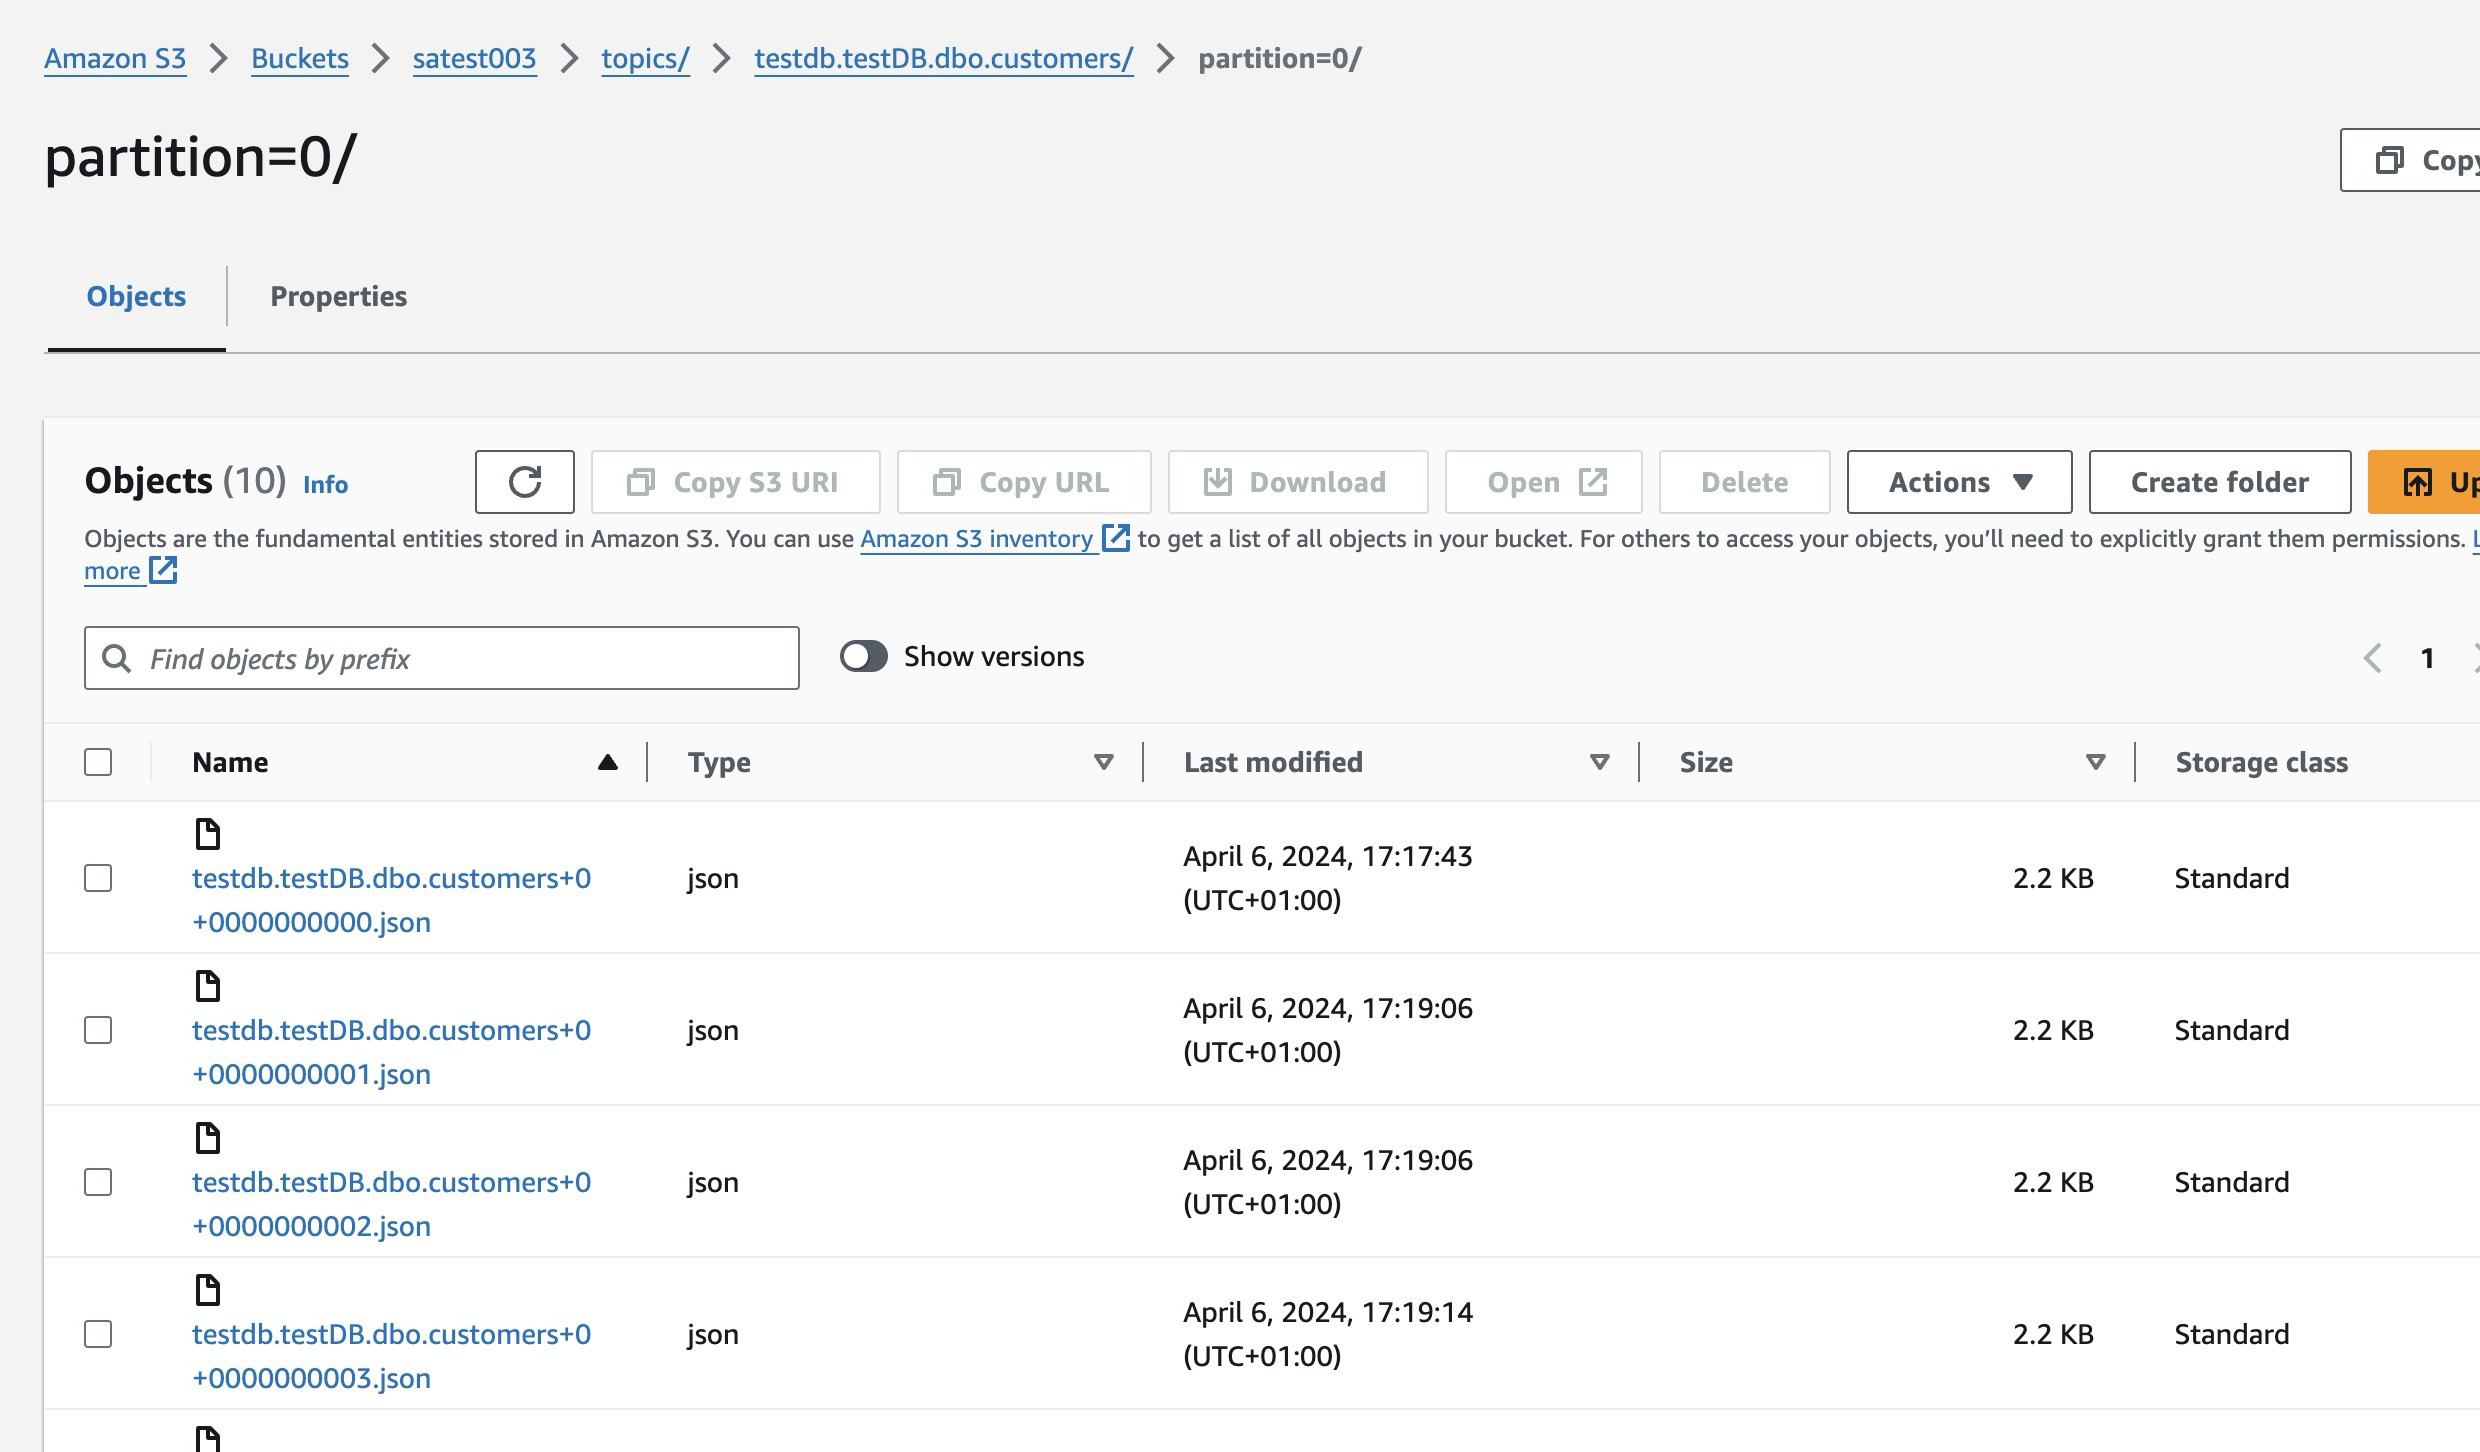 Amazon S3 > Buckets > satest003 > topics/ > testdb.testDB.dbo.customers/ > partition=0/
partition=0/
Copy
Objects
Properties
Objects (10) Info
Copy S3 URI
Copy URL
Download
Open
Delete
Actions
Create folder
Objects are the fundamental entities stored in Amazon S3. You can use Amazon S3 inventory to get a list of all objects in your bucket. For others to access your objects, you’ll need to explicitly grant them permissions.
more
Find objects by prefix
Show versions
1
Name
Type
Last modified
Size
Storage class
testdb.testDB.dbo.customers+0
+0000000000.json
json
April 6, 2024, 17:17:43
(UTC+01:00)
2.2 KB
Standard
testdb.testDB.dbo.customers+0
+0000000001.json
json
April 6, 2024, 17:19:06
(UTC+01:00)
2.2 KB
Standard
testdb.testDB.dbo.customers+0
+0000000002.json
json
April 6, 2024, 17:19:06
(UTC+01:00)
2.2 KB
Standard
testdb.testDB.dbo.customers+0
+0000000003.json
json
April 6, 2024, 17:19:14
(UTC+01:00)
2.2 KB
Standard